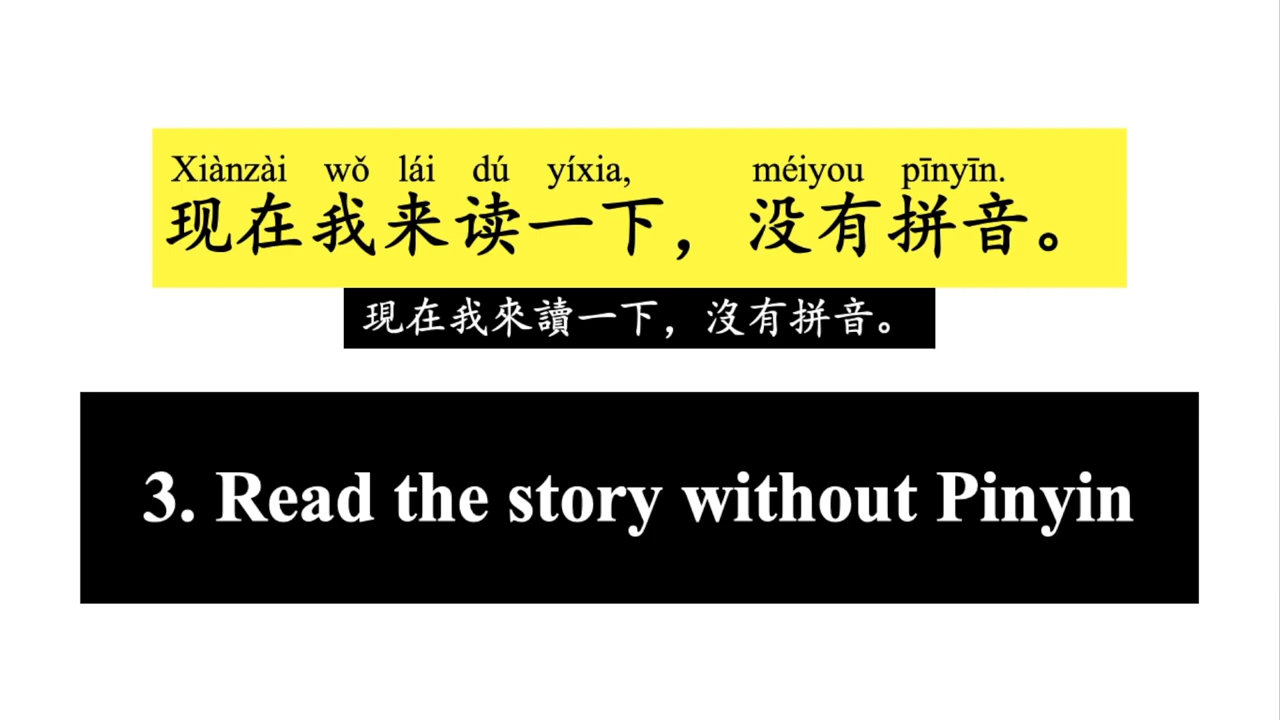 Xiànzài wǒ lái dú yíxia, méiyou pīnyīn.
现在我来读一下，没有拼音。
現在我來讀一下，沒有拼音。
3. Read the story without Pinyin